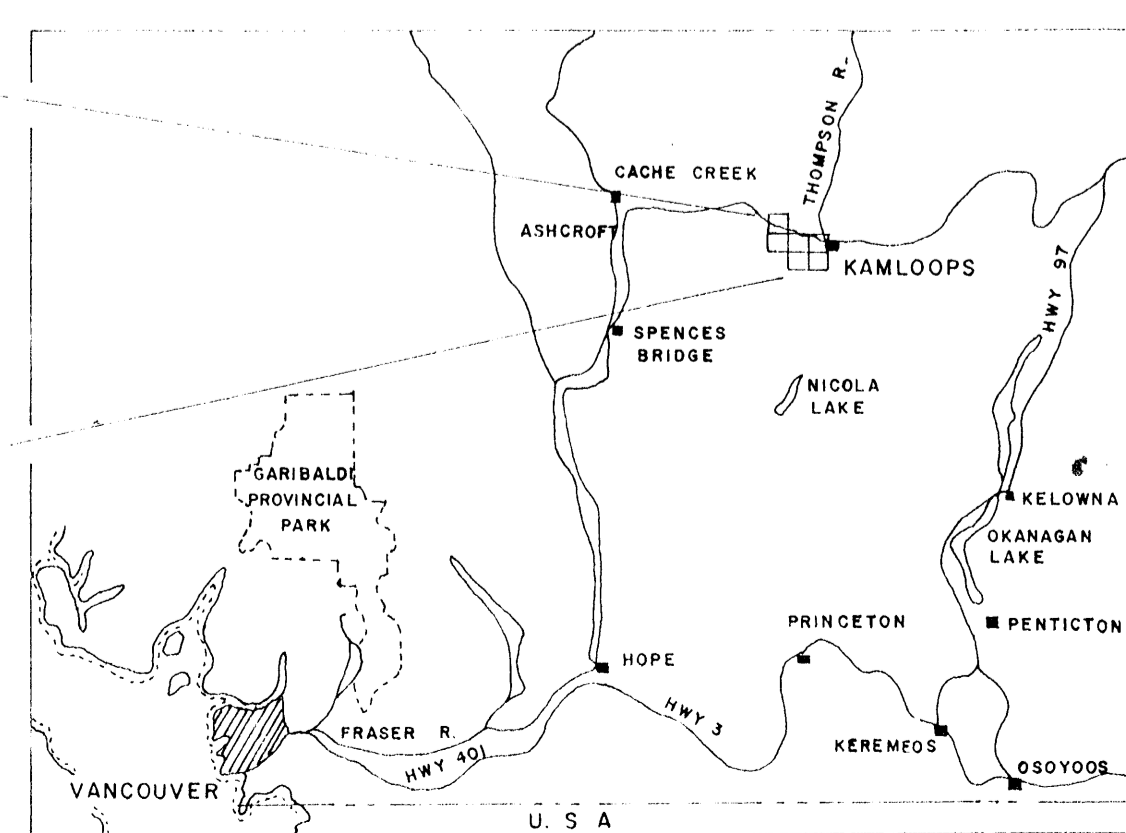 THOMPSON R.
CACHE CREEK
ASHCROFT
KAMLOOPS
HWY 97
SPENCES
BRIDGE
NICOLA
LAKE
GARIBALDI
PROVINCIAL
PARK
KELOWNA
OKANAGAN
LAKE
PRINCETON
PENTICTON
HOPE
HWY 3
FRASER R.
HWY 401
KEREMEOS
OSOYOOS
VANCOUVER
U. S A